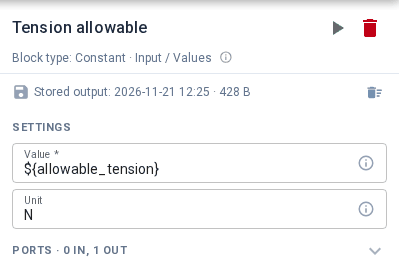 Tension allowable
Block type: Constant · Input / Values
Stored output: 2026-11-21 12:25 · 428 B
SETTINGS
Value *
${allowable_tension}
Unit
N
PORTS · 0 IN, 1 OUT